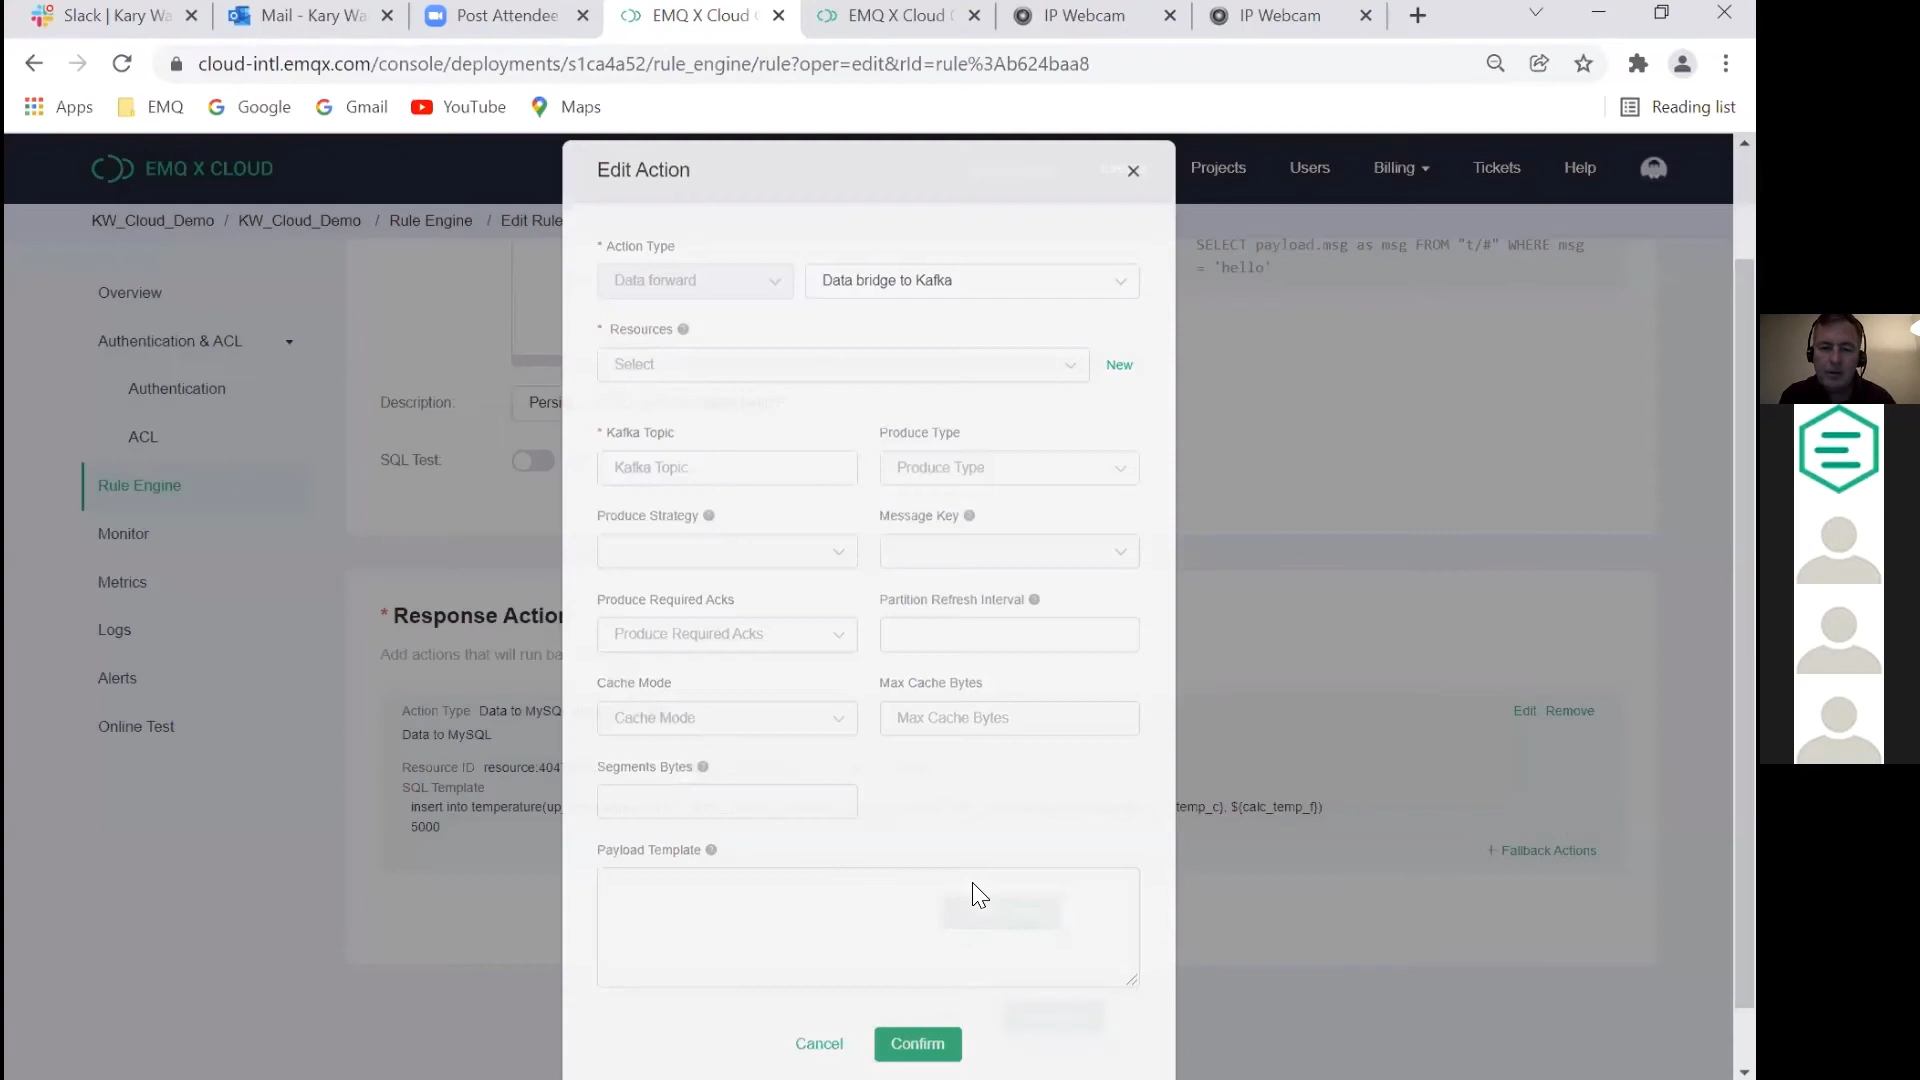 Slack | Kary Wa
Mail - Kary Wa
Post Attendee
EMQ X Cloud
EMQ X Cloud
IP Webcam
IP Webcam
cloud-intl.emqx.com/console/deployments/s1ca4a52/rule_engine/rule?oper=edit&rId=rule%3Ab624baa8
Apps
EMQ
Google
Gmail
YouTube
Maps
Reading list
EMQ X CLOUD
Projects
Users
Billing
Tickets
Help
KW_Cloud_Demo / KW_Cloud_Demo / Rule Engine / Edit Rule
Overview
Authentication & ACL
Authentication
ACL
Rule Engine
Monitor
Metrics
Logs
Alerts
Online Test
SELECT payload.msg as msg FROM "t/#" WHERE msg
= 'hello'
Description:
Persi
SQL Test:
* Response Action
Add actions that will run ba
Action Type Data to MySQ
Data to MySQL
Resource ID resource:404
SQL Template
insert into temperature(up_
temp_c}, ${calc_temp_f})
5000
Edit Remove
+ Fallback Actions
Edit Action
* Action Type
Data forward
Data bridge to Kafka
* Resources
Select
New
* Kafka Topic
Produce Type
Kafka Topic
Produce Type
Produce Strategy
Message Key
Produce Required Acks
Partition Refresh Interval
Produce Required Acks
Cache Mode
Max Cache Bytes
Cache Mode
Max Cache Bytes
Segments Bytes
Payload Template
Cancel
Confirm